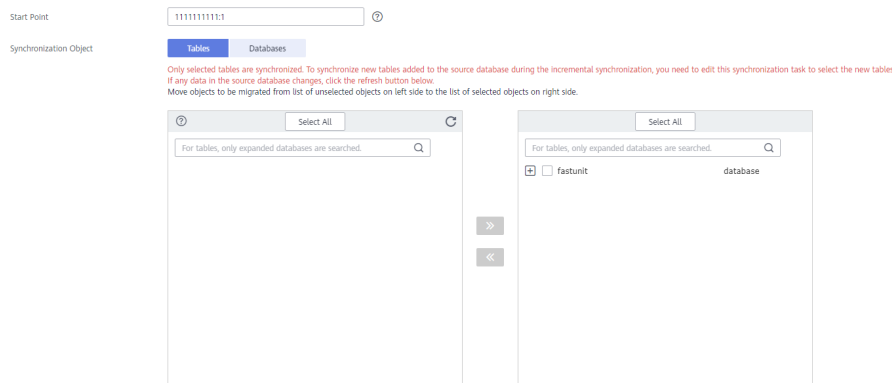 Start Point
1111111111:1
Synchronization Object
Tables
Databases
Only selected tables are synchronized. To synchronize new tables added to the source database during the incremental synchronization, you need to edit this synchronization task to select the new tables
If any data in the source database changes, click the refresh button below.
Move objects to be migrated from list of unselected objects on left side to the list of selected objects on right side.
Select All
For tables, only expanded databases are searched.
Select All
For tables, only expanded databases are searched.
fastunit database